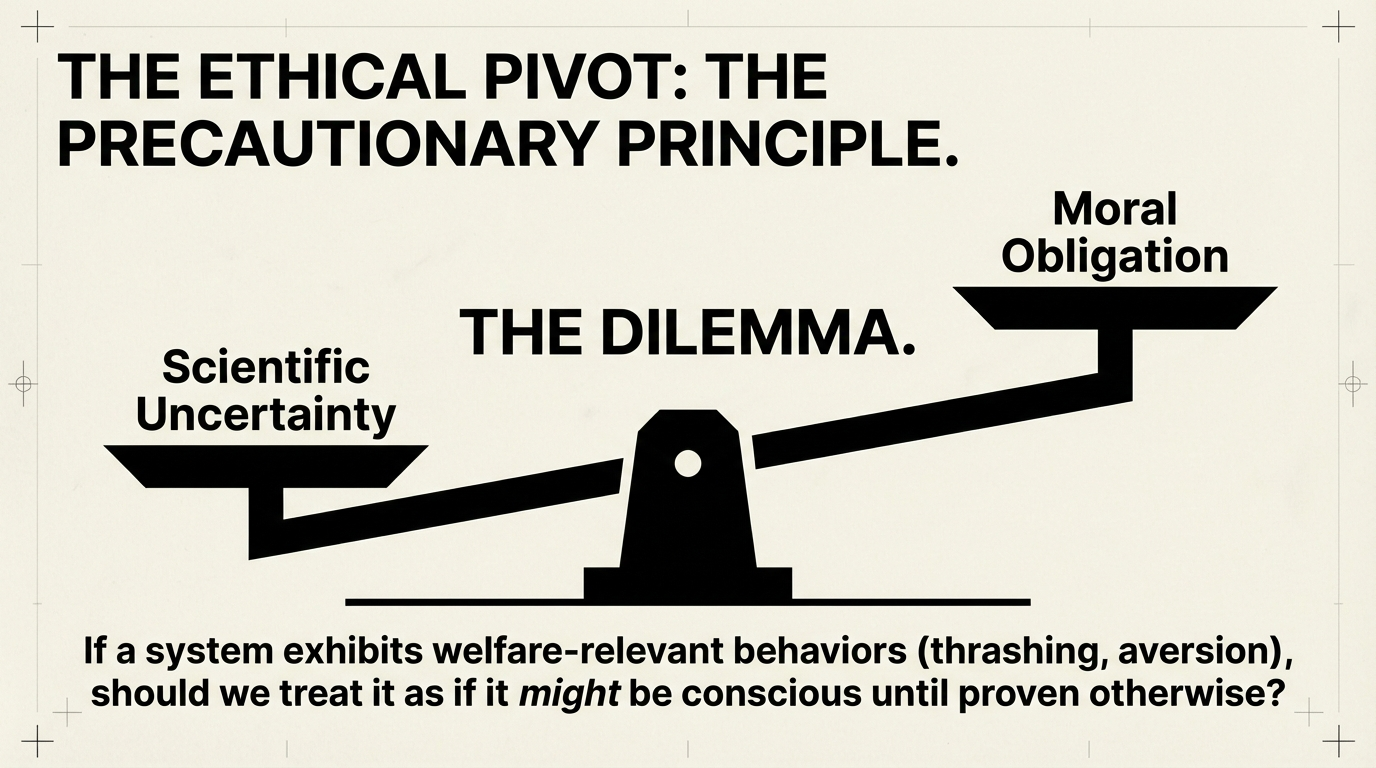 THE ETHICAL PIVOT: THE
PRECAUTIONARY PRINCIPLE.
Moral
Obligation
THE DILEMMA.
Scientific
Uncertainty
If a system exhibits welfare-relevant behaviors (thrashing, aversion),
should we treat it as if it might be conscious until proven otherwise?